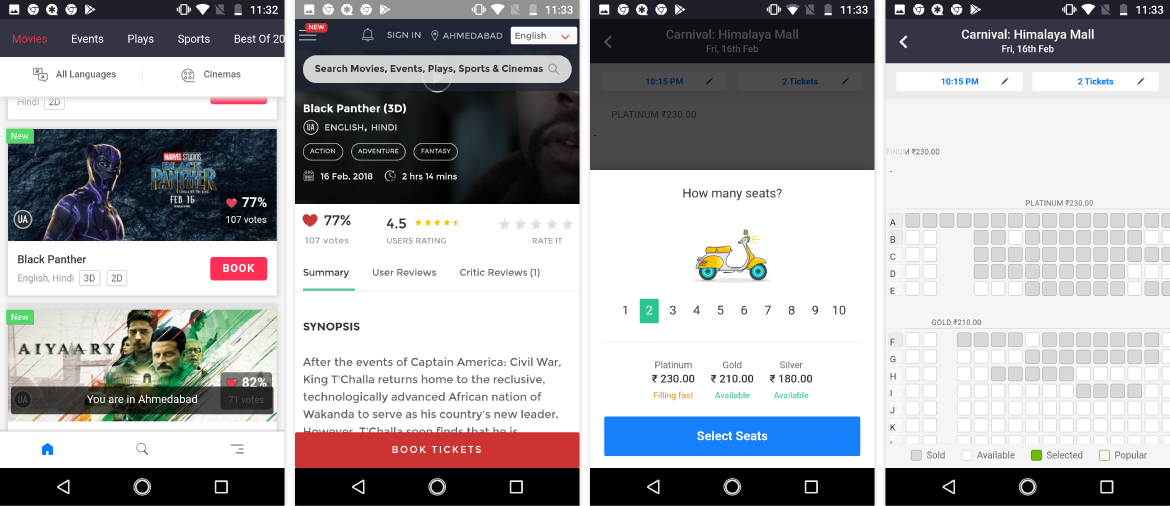 11:32
Movies Events Plays Sports Best Of 20
All Languages Cinemas
Hindi 2D
New
MARVEL STUDIOS
BLACK PANTHER
FEB 16
77%
UA
107 votes
Black Panther
English, Hindi 3D 2D
BOOK
New
AIYAARY
82%
71 votes
You are in Ahmedabad
11:33
NEW
SIGN IN AHMEDABAD English
Search Movies, Events, Plays, Sports & Cinemas
Black Panther (3D)
UA ENGLISH, HINDI
ACTION ADVENTURE FANTASY
16 Feb. 2018 2 hrs 14 mins
77% 4.5
107 votes USERS RATING RATE IT
Summary User Reviews Critic Reviews (1)
SYNOPSIS
After the events of Captain America: Civil War,
King T'Challa returns home to the reclusive,
technologically advanced African nation of
Wakanda to serve as his country's new leader.
However, T'Challa soon finds that he is
BOOK TICKETS
11:33
Carnival: Himalaya Mall
Fri, 16th Feb
10:15 PM 2 Tickets
PLATINUM ₹230.00
-
How many seats?
1 2 3 4 5 6 7 8 9 10
Platinum Gold Silver
₹ 230.00 ₹ 210.00 ₹ 180.00
Filling fast Available Available
Select Seats
11:33
Carnival: Himalaya Mall
Fri, 16th Feb
10:15 PM 2 Tickets
TINUM ₹230.00
-
PLATINUM ₹230.00
A
B
C
D
E
GOLD ₹210.00
F
G
H
I
J
K
Sold Available Selected Popular